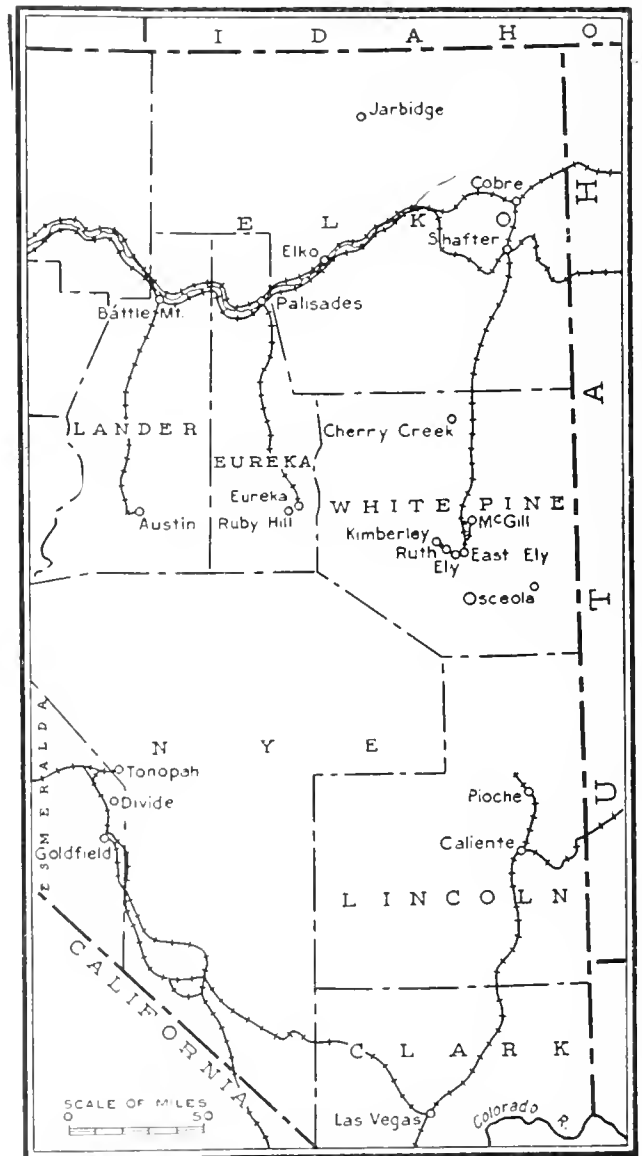 IDAHO
Jarbidge
Cobre
ELKO
Shafter
Elko
Battle Mt.
Palisades
LANDER
EUREKA
Cherry Creek
Eureka
Ruby Hill
Austin
WHITE PINE
McGill
Kimberley
Ruth
Ely
East Ely
Osceola
UTAH
ESMERALDA
NYE
Tonopah
Divide
Goldfield
Pioche
Caliente
LINCOLN
CALIFORNIA
CLARK
Las Vegas
Colorado R.
SCALE OF MILES
0 50